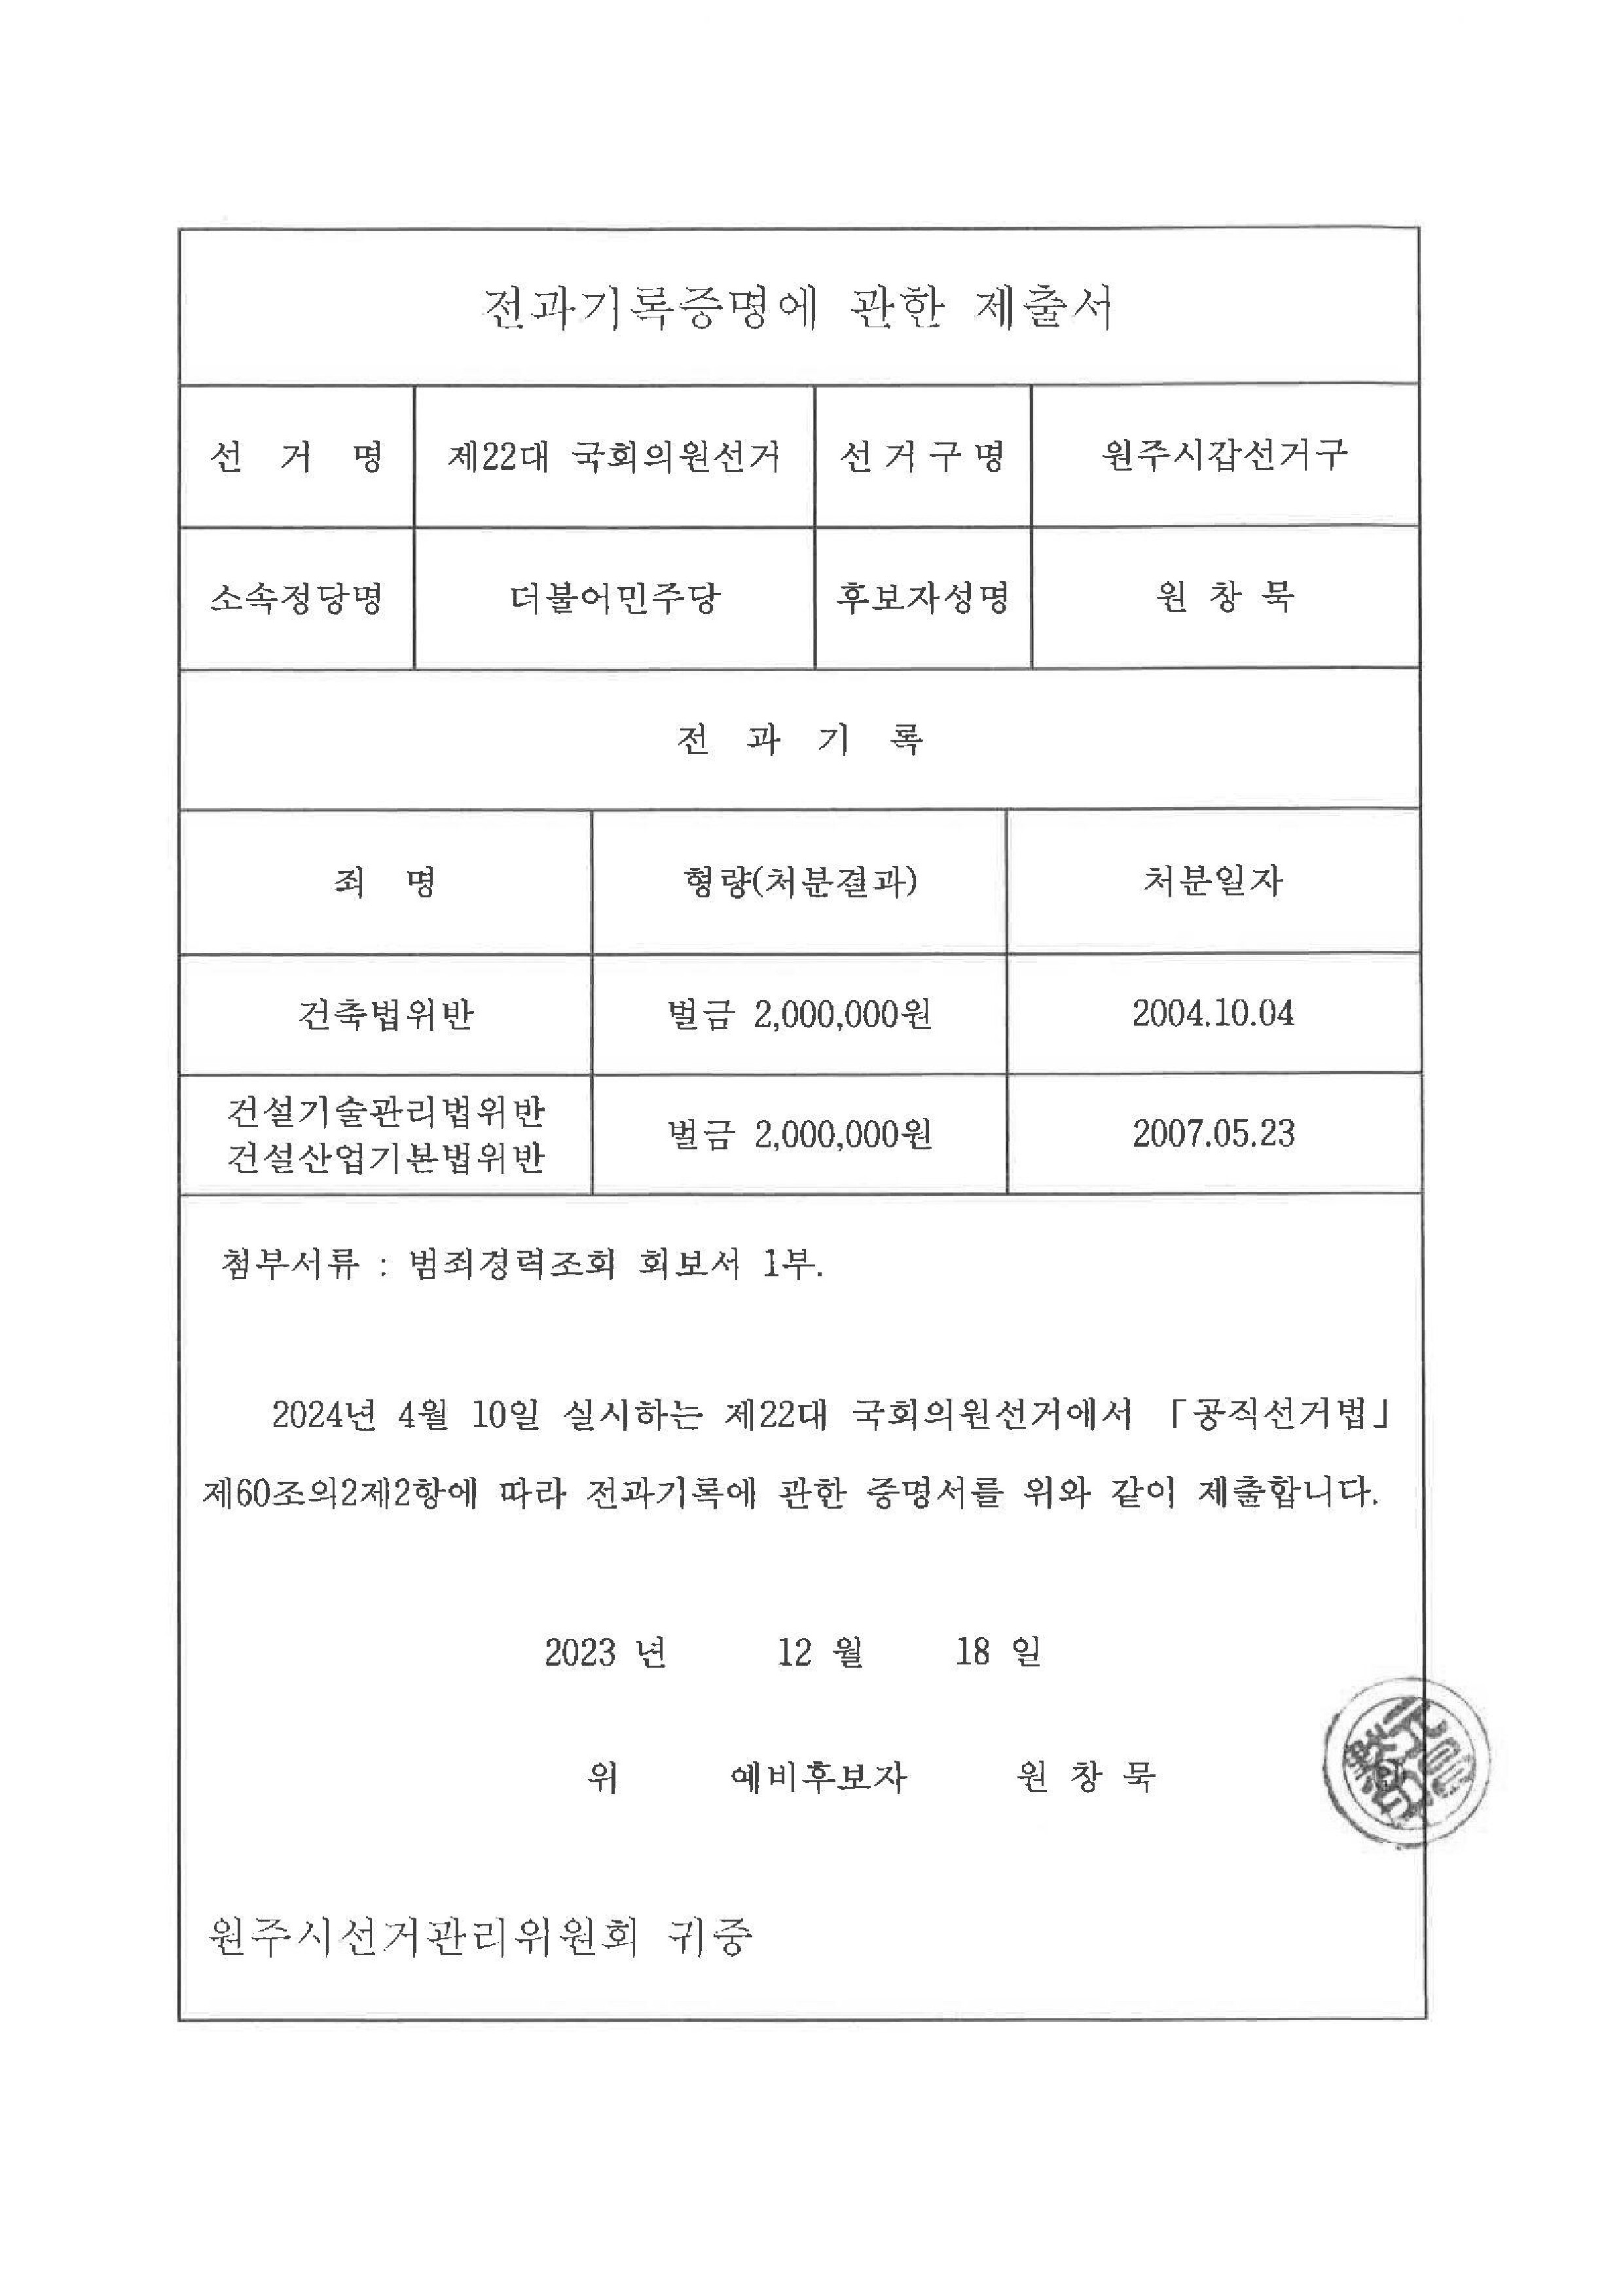 전과기록증명에 관한 제출서
선 거 명 제22대 국회의원선거 선거구명 원주시갑선거구
소속정당명 더불어민주당 후보자성명 원 창 묵
전 과 기 록
죄 명 형량(처분결과) 처분일자
건축법위반 벌금 2,000,000원 2004.10.04
건설기술관리법위반
건설산업기본법위반 벌금 2,000,000원 2007.05.23
첨부서류 : 범죄경력조회 회보서 1부.
2024년 4월 10일 실시하는 제22대 국회의원선거에서 「공직선거법」
제60조의2제2항에 따라 전과기록에 관한 증명서를 위와 같이 제출합니다.
2023 년 12 월 18 일
위 예비후보자 원 창 묵
원주시선거관리위원회 귀중